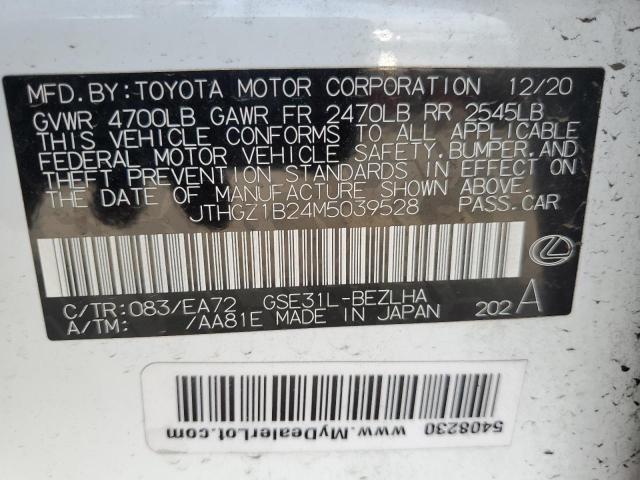 MFD.BY:TOYOTA MOTOR CORPORATION 12/20
GVWR 4700LB GAWR FR 2470LB RR 2545LB
THIS VEHICLE CONFORMS TO ALL APPLICABLE
FEDERAL MOTOR VEHICLE SAFETY,BUMPER,AND
THEFT PREVENTION STANDARDS IN EFFECT ON
THE DATE OF MANUFACTURE SHOWN ABOVE.
JTHGZ1B24M5039528 PASS.CAR
C/TR:083/EA72 GSE31L-BEZLHA
A/TM: /AA81E MADE IN JAPAN 202A
5408230
www.MyDealerLot.com